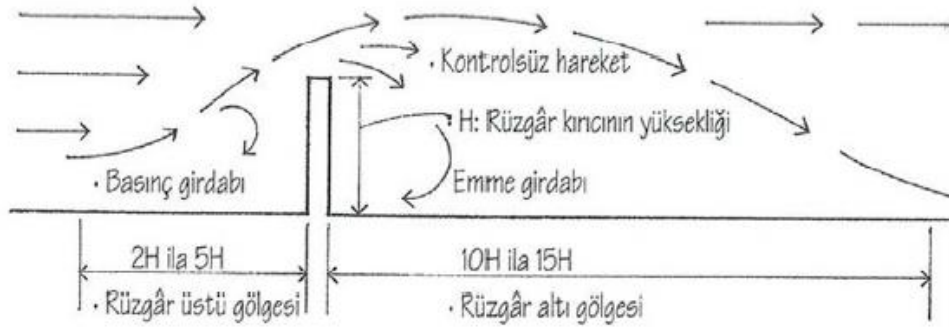 · Kontrolsüz hareket
· H: Rüzgâr kırıcının yüksekliği
· Basınç girdabı
Emme girdabı
2H ila 5H
10H ila 15H
· Rüzgâr üstü gölgesi
· Rüzgâr altı gölgesi